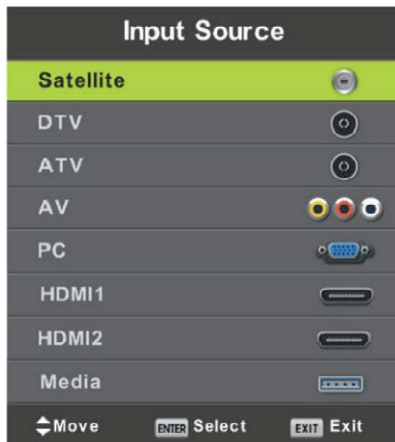 Input Source
Satellite
DTV
ATV
AV
PC
HDMI1
HDMI2
Media
Move ENTER Select EXIT Exit